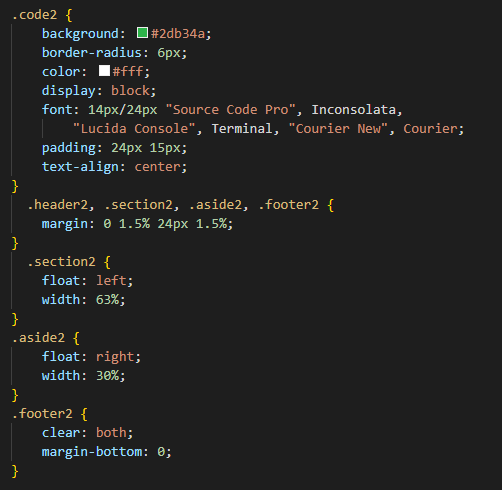 .code2 {
    background: #2db34a;
    border-radius: 6px;
    color: #fff;
    display: block;
    font: 14px/24px "Source Code Pro", Inconsolata,
        "Lucida Console", Terminal, "Courier New", Courier;
    padding: 24px 15px;
    text-align: center;
}
  .header2, .section2, .aside2, .footer2 {
    margin: 0 1.5% 24px 1.5%;
}
  .section2 {
    float: left;
    width: 63%;
}
.aside2 {
    float: right;
    width: 30%;
}
.footer2 {
    clear: both;
    margin-bottom: 0;
}